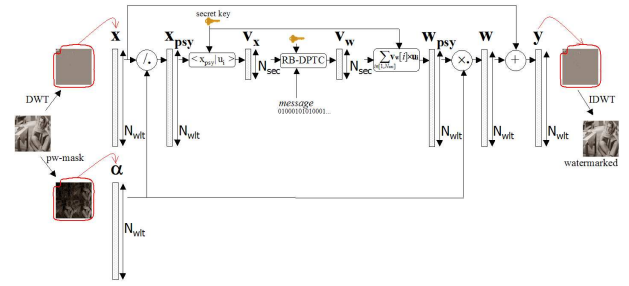 secret key
x
x_psy
v_x
v_w
w_psy
w
y
/.
< x_psy| u_i >
RB-DPTC
∑ v_w[i]×u_i
×.
+
N_sec
N_sec
DWT
IDWT
message
01000101010001...
N_wlt
N_wlt
N_wlt
N_wlt
N_wlt
pw-mask
watermarked
α
N_wlt